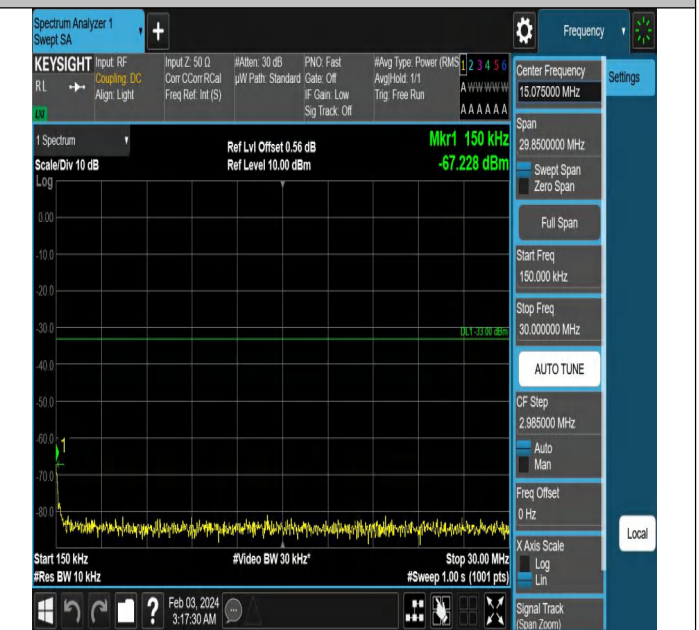 Spectrum Analyzer 1
Swept SA
+
Frequency
KEYSIGHT
RL
LXI
Input: RF
Coupling: DC
Align: Light
Input Z: 50 Ω
Corr CCorr RCal
Freq Ref: Int (S)
#Atten: 30 dB
µW Path: Standard
PNO: Fast
Gate: Off
IF Gain: Low
Sig Track: Off
#Avg Type: Power (RMS
Avg|Hold: 1/1
Trig: Free Run
1 2 3 4 5 6
A W W W W W
A A A A A A
1 Spectrum
Scale/Div 10 dB
Log
Ref Lvl Offset 0.56 dB
Ref Level 10.00 dBm
Mkr1 150 kHz
-67.228 dBm
0.00
-10.0
-20.0
-30.0
DL1 -33.00 dBm
-40.0
-50.0
-60.0
1
-70.0
-80.0
Start 150 kHz
#Video BW 30 kHz*
Stop 30.00 MHz
#Res BW 10 kHz
#Sweep 1.00 s (1001 pts)
Center Frequency
15.075000 MHz
Settings
Span
29.8500000 MHz
Swept Span
Zero Span
Full Span
Start Freq
150.000 kHz
Stop Freq
30.000000 MHz
AUTO TUNE
CF Step
2.985000 MHz
Auto
Man
Freq Offset
0 Hz
X Axis Scale
Log
Lin
Local
Signal Track
(Span Zoom)
?
Feb 03, 2024
3:17:30 AM